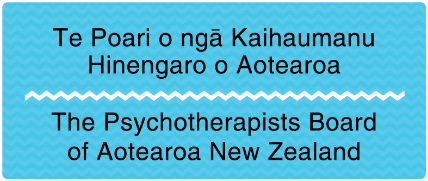 Te Poari o ngā Kaihaumanu
Hinengaro o Aotearoa
The Psychotherapists Board
of Aotearoa New Zealand